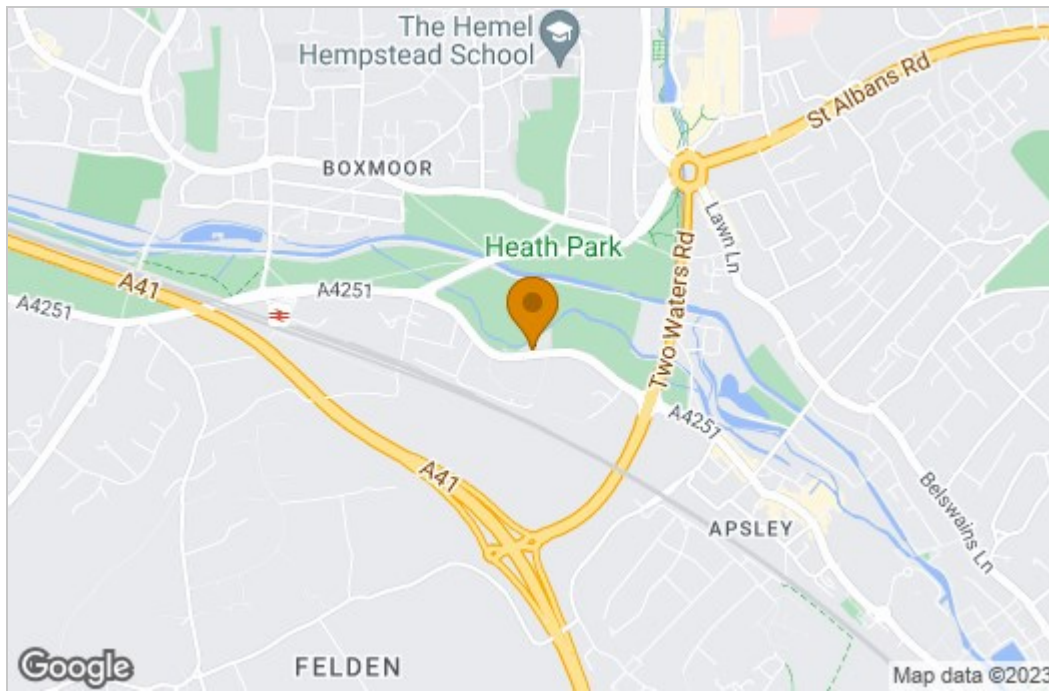 The Hemel
Hempstead School
St Albans Rd
BOXMOOR
Lawn Ln
Heath Park
A41
A4251
A4251
Two Waters Rd
A4251
A41
Belswains Ln
APSLEY
FELDEN
Google
Map data ©2023